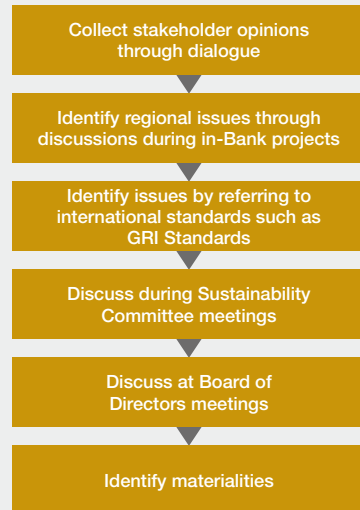 Collect stakeholder opinions
through dialogue
Identify regional issues through
discussions during in-Bank projects
Identify issues by referring to
international standards such as
GRI Standards
Discuss during Sustainability
Committee meetings
Discuss at Board of
Directors meetings
Identify materialities